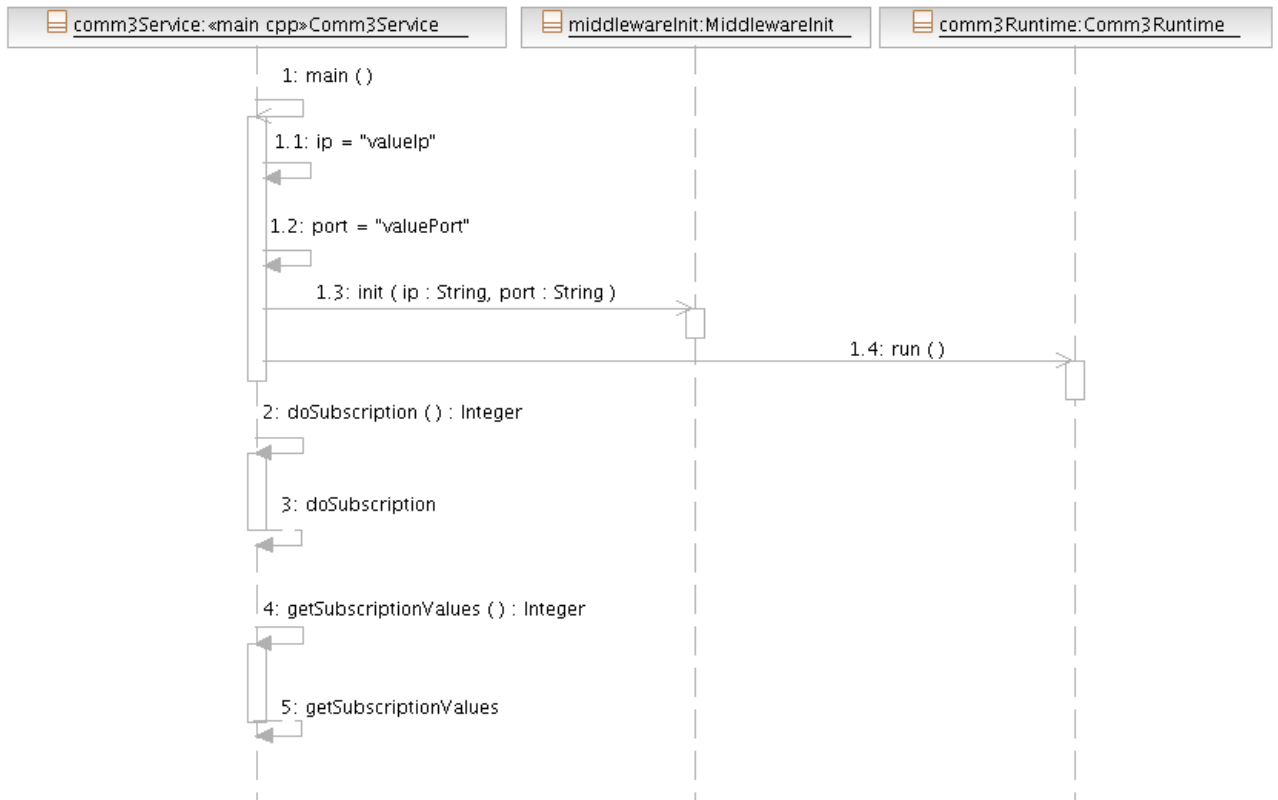 comm3Service:«main cpp»Comm3Service
middlewareInit:MiddlewareInit
comm3Runtime:Comm3Runtime
1: main ()
1.1: ip = "valueIp"
1.2: port = "valuePort"
1.3: init ( ip : String, port : String )
1.4: run ()
2: doSubscription () : Integer
3: doSubscription
4: getSubscriptionValues () : Integer
5: getSubscriptionValues